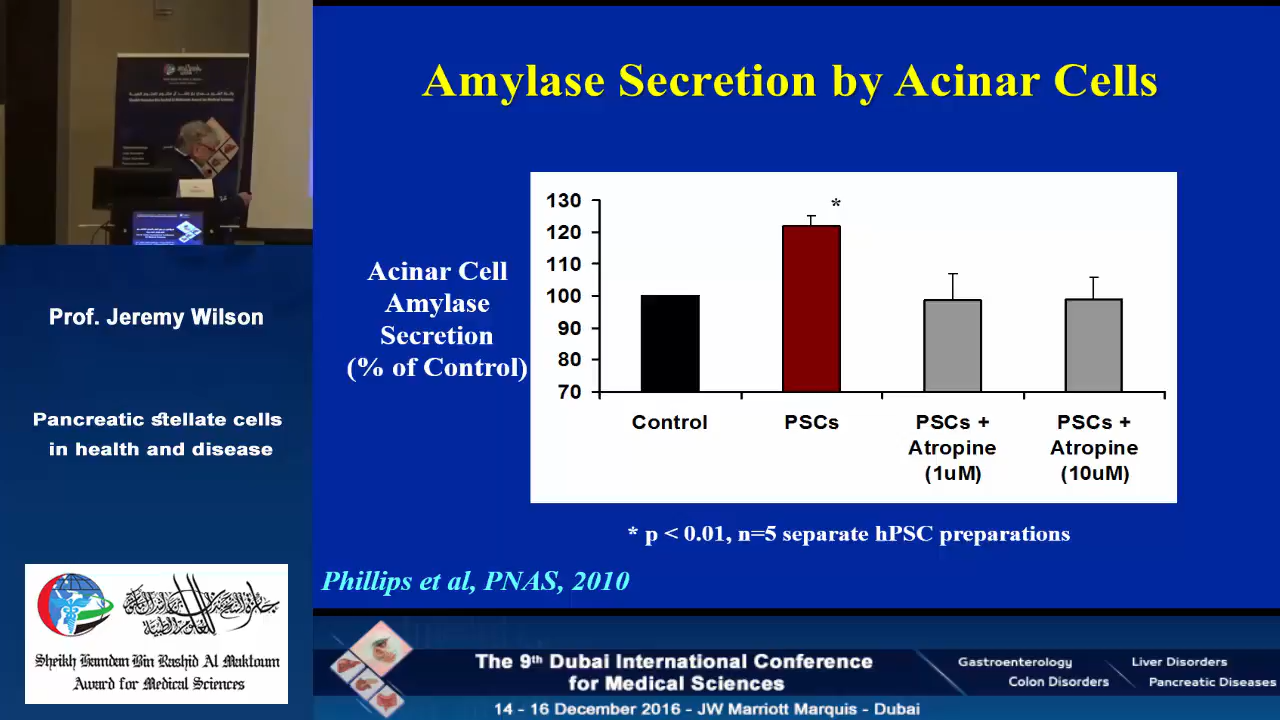 Amylase Secretion by Acinar Cells
Acinar Cell
Amylase
Secretion
(% of Control)
130
120
110
100
90
80
70
*
Control
PSCs
PSCs +
Atropine
(1uM)
PSCs +
Atropine
(10uM)
* p < 0.01, n=5 separate hPSC preparations
Phillips et al, PNAS, 2010
Prof. Jeremy Wilson
Pancreatic stellate cells
in health and disease
Sheikh Hamdan Bin Rashid Al Maktoum
Award for Medical Sciences
The 9th Dubai International Conference
for Medical Sciences
14 - 16 December 2016 - JW Marriott Marquis - Dubai
Gastroenterology
Liver Disorders
Colon Disorders
Pancreatic Diseases